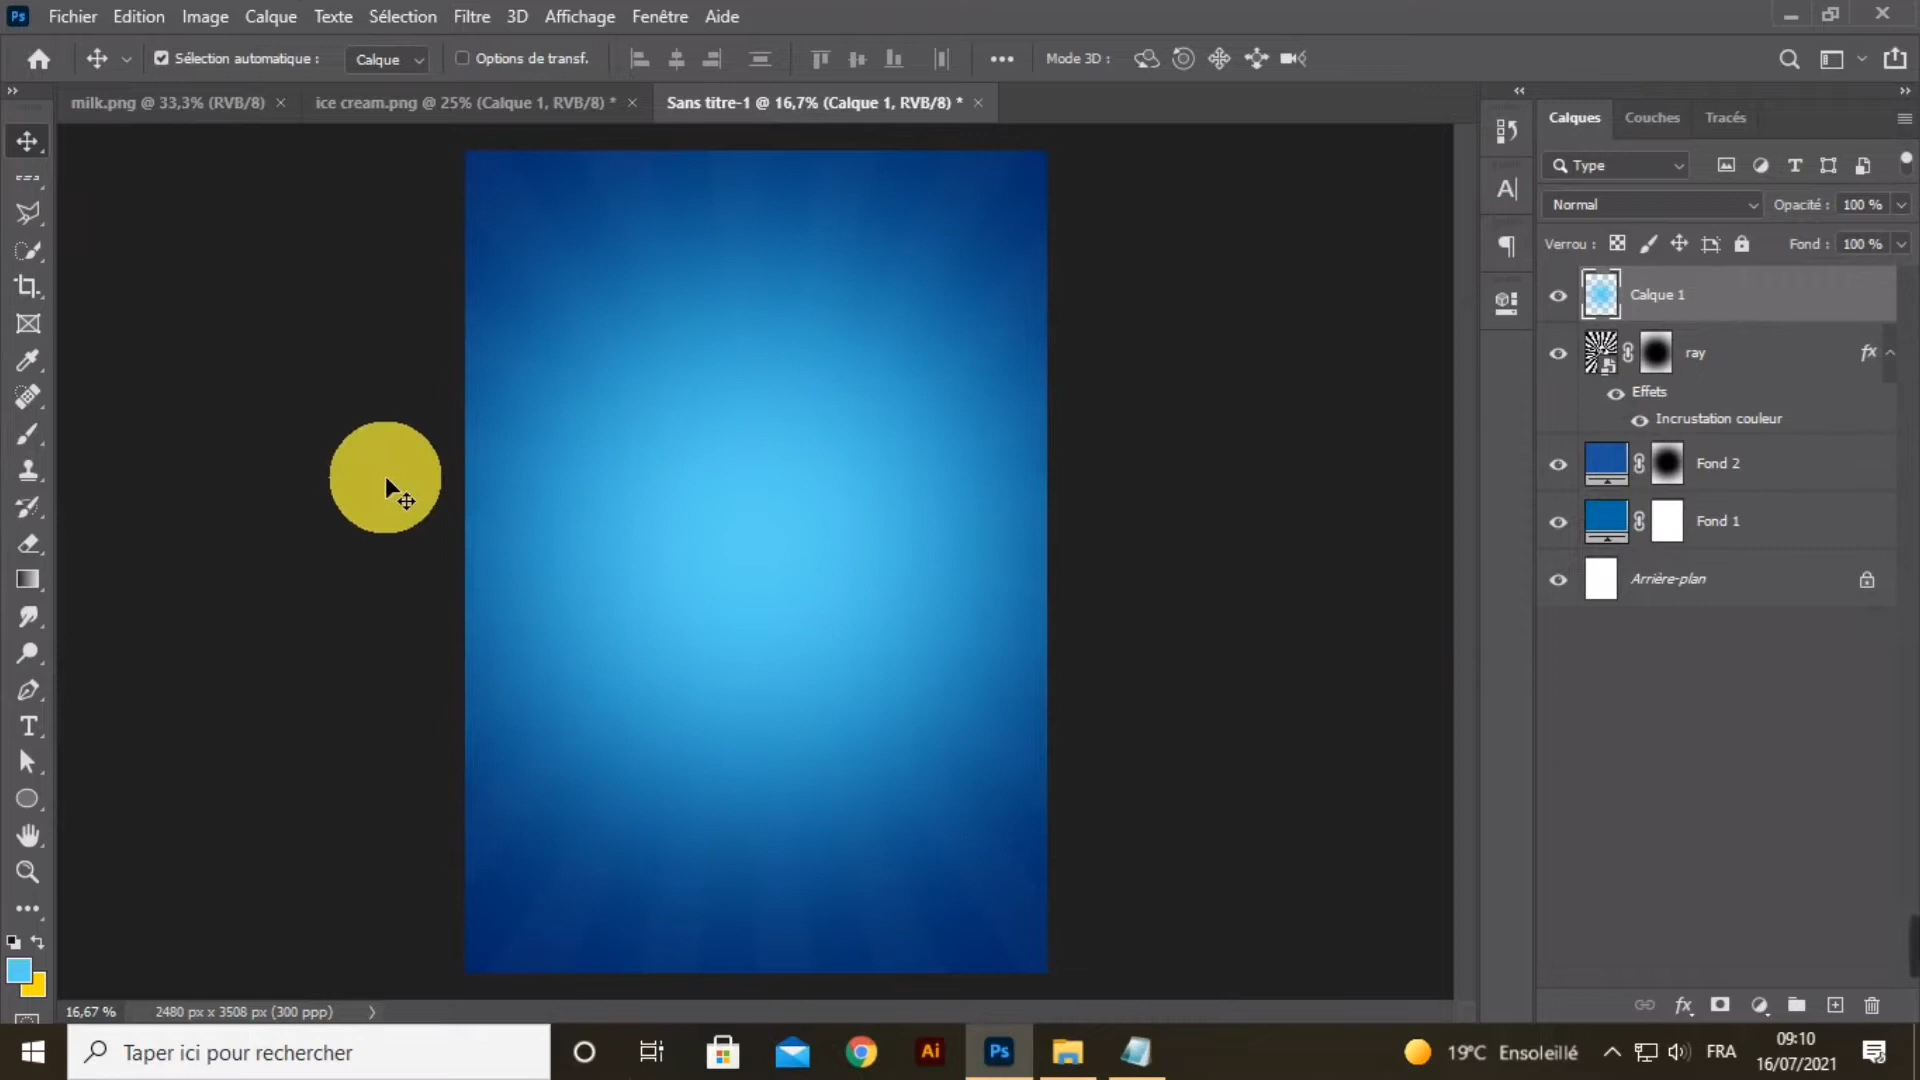 Ps Fichier Edition Image Calque Texte Sélection Filtre 3D Affichage Fenêtre Aide
Sélection automatique : Calque Options de transf. Mode 3D :
milk.png @ 33,3% (RVB/8) ice cream.png @ 25% (Calque 1, RVB/8) * Sans titre-1 @ 16,7% (Calque 1, RVB/8) *
Calques Couches Tracés
Type
Normal Opacité : 100 %
Verrou : Fond : 100 %
Calque 1
ray fx
Effets
Incrustation couleur
Fond 2
Fond 1
Arrière-plan
16,67 % 2480 px x 3508 px (300 ppp)
Taper ici pour rechercher Ai Ps 19°C Ensoleillé FRA 09:10
16/07/2021